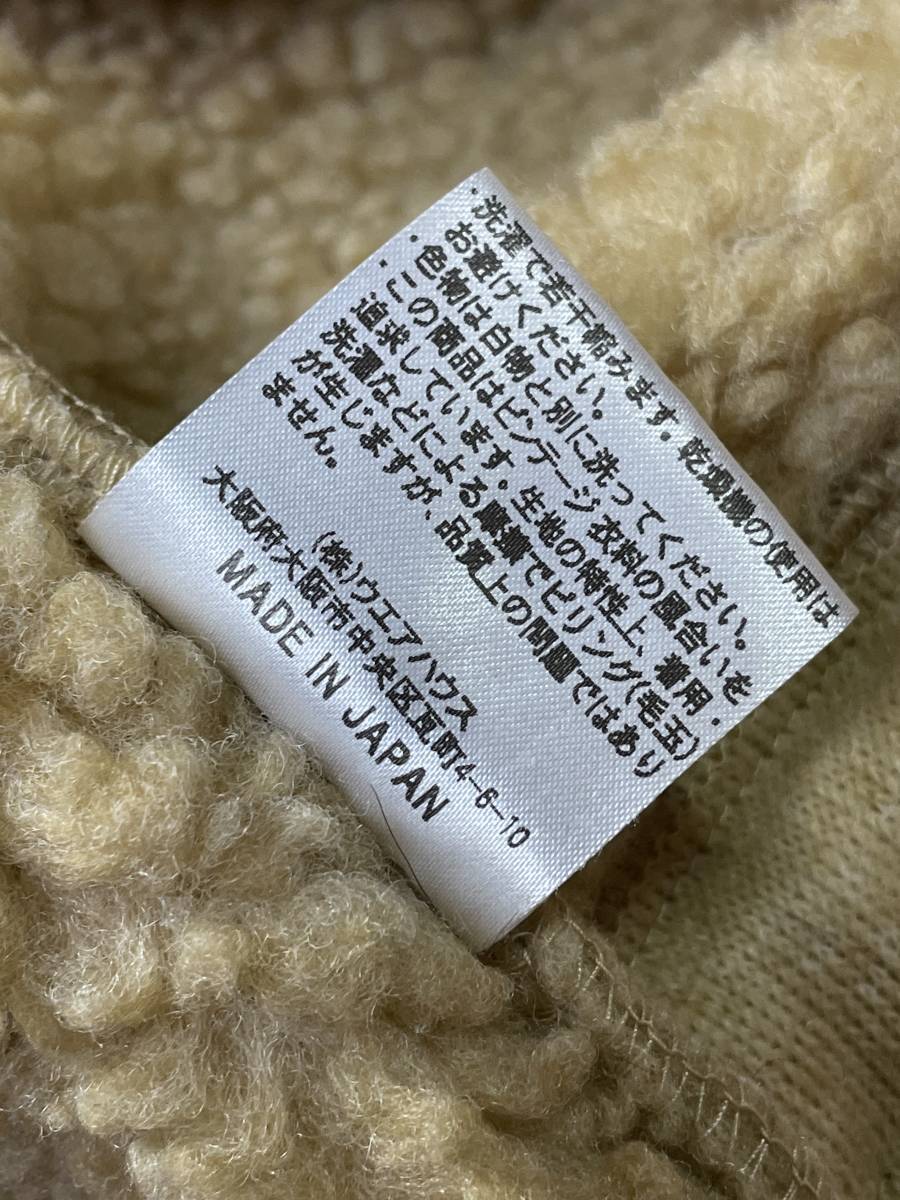 ・洗濯で若干縮みます。乾燥機の使用は
お避けください。
・色物は白物と別に洗ってください。
・この商品はビンテージ衣料の風合いを
追求しています。生地の特性上、着用・
洗濯などによる摩擦でピリング(毛玉)
が生じますが、品質上の問題ではあり
ません。
(株)ウエアハウス
大阪府大阪市中央区瓦町4-6-10
MADE IN JAPAN